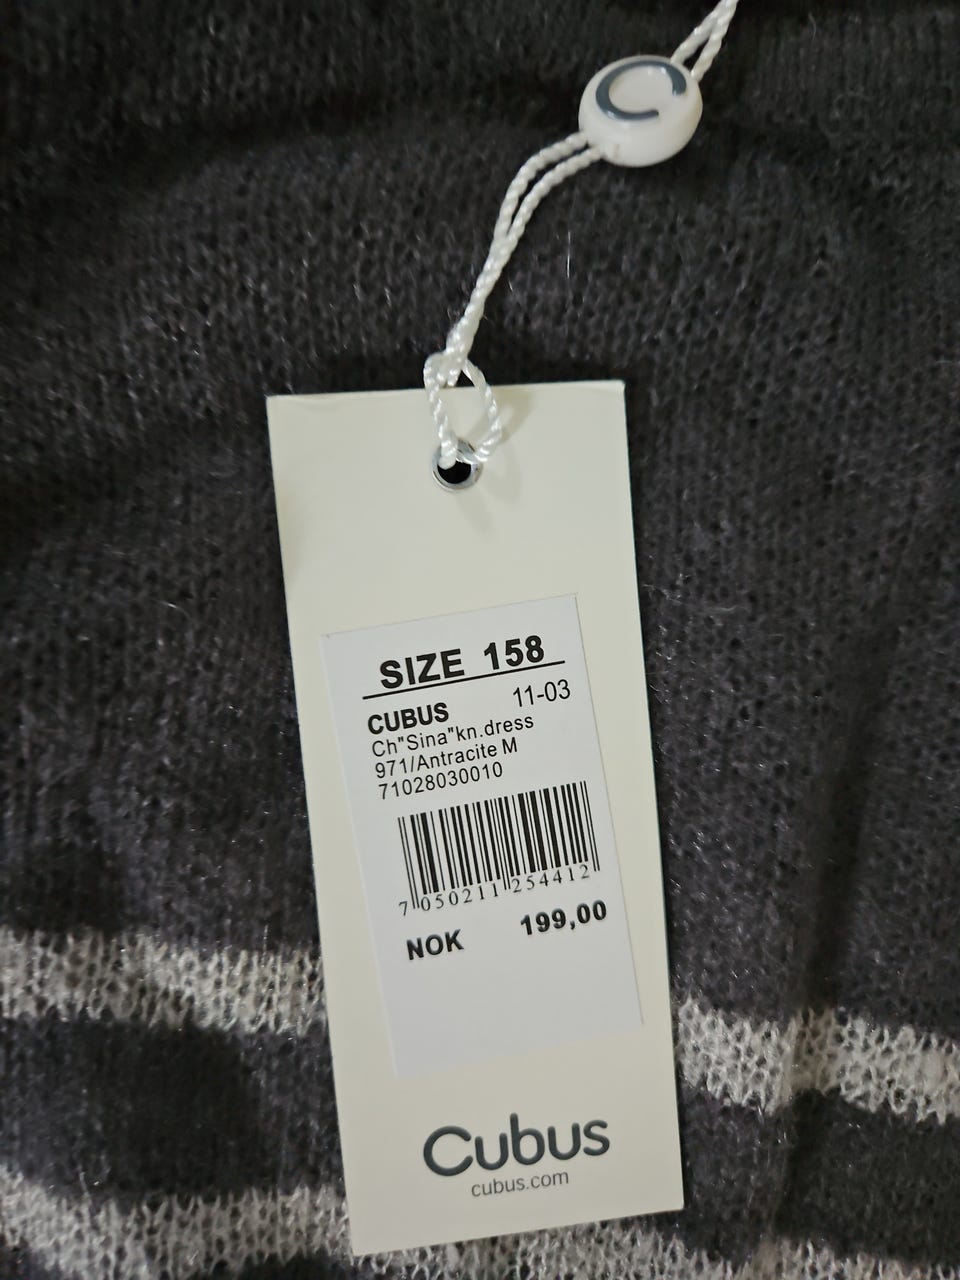 C
SIZE 158
11-03
CUBUS
Ch"Sina"kn.dress
971/Antracite M
71028030010
7 050211 254412
NOK 199,00
Cubus
cubus.com